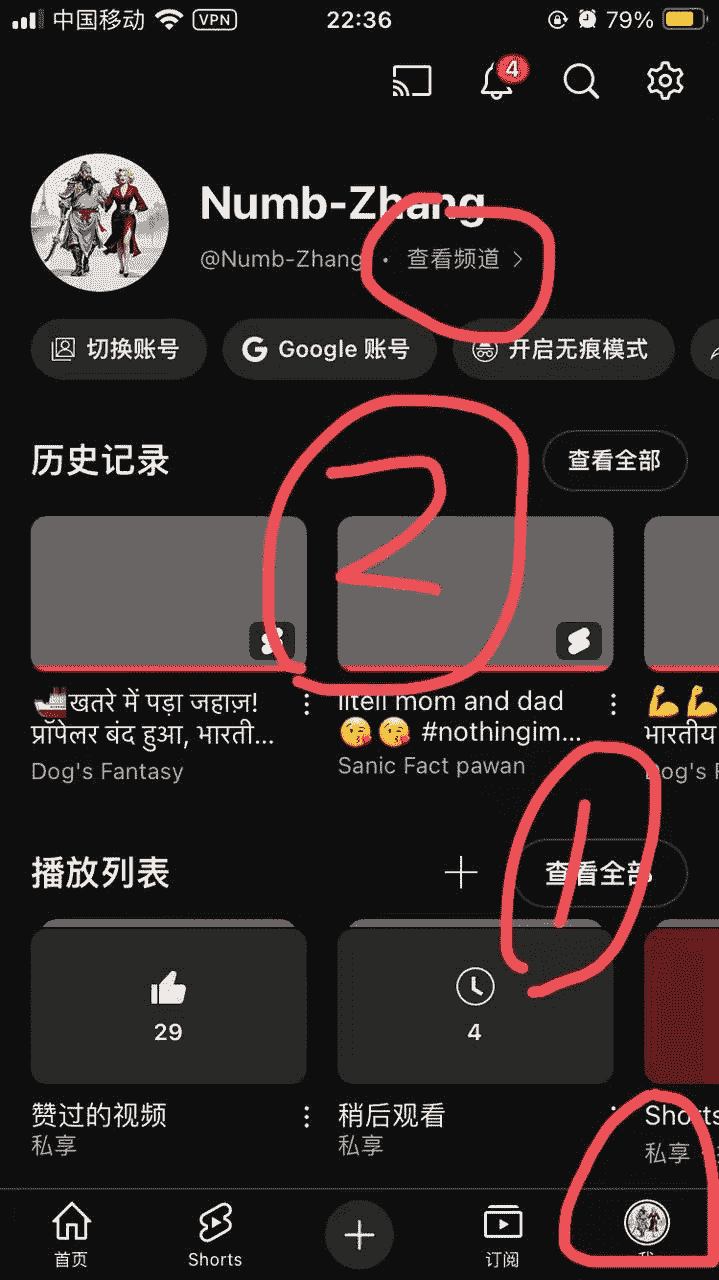 中国移动 VPN 22:36 79%
4
Numb-Zhang
@Numb-Zhang · 查看频道 >
切换账号 Google 账号 开启无痕模式
历史记录 查看全部
2
🚢खतरे में पड़ा जहाज़! IItell mom and dad 💪💪
प्रॉपेलर बंद हुआ, भारती... 😘😘 #nothingim... भारतीय
Dog's Fantasy Sanic Fact pawan Dog's F
1
播放列表 + 查看全部
29 4
赞过的视频 稍后观看 Shorts
私享 私享 私享
首页 Shorts 订阅 我